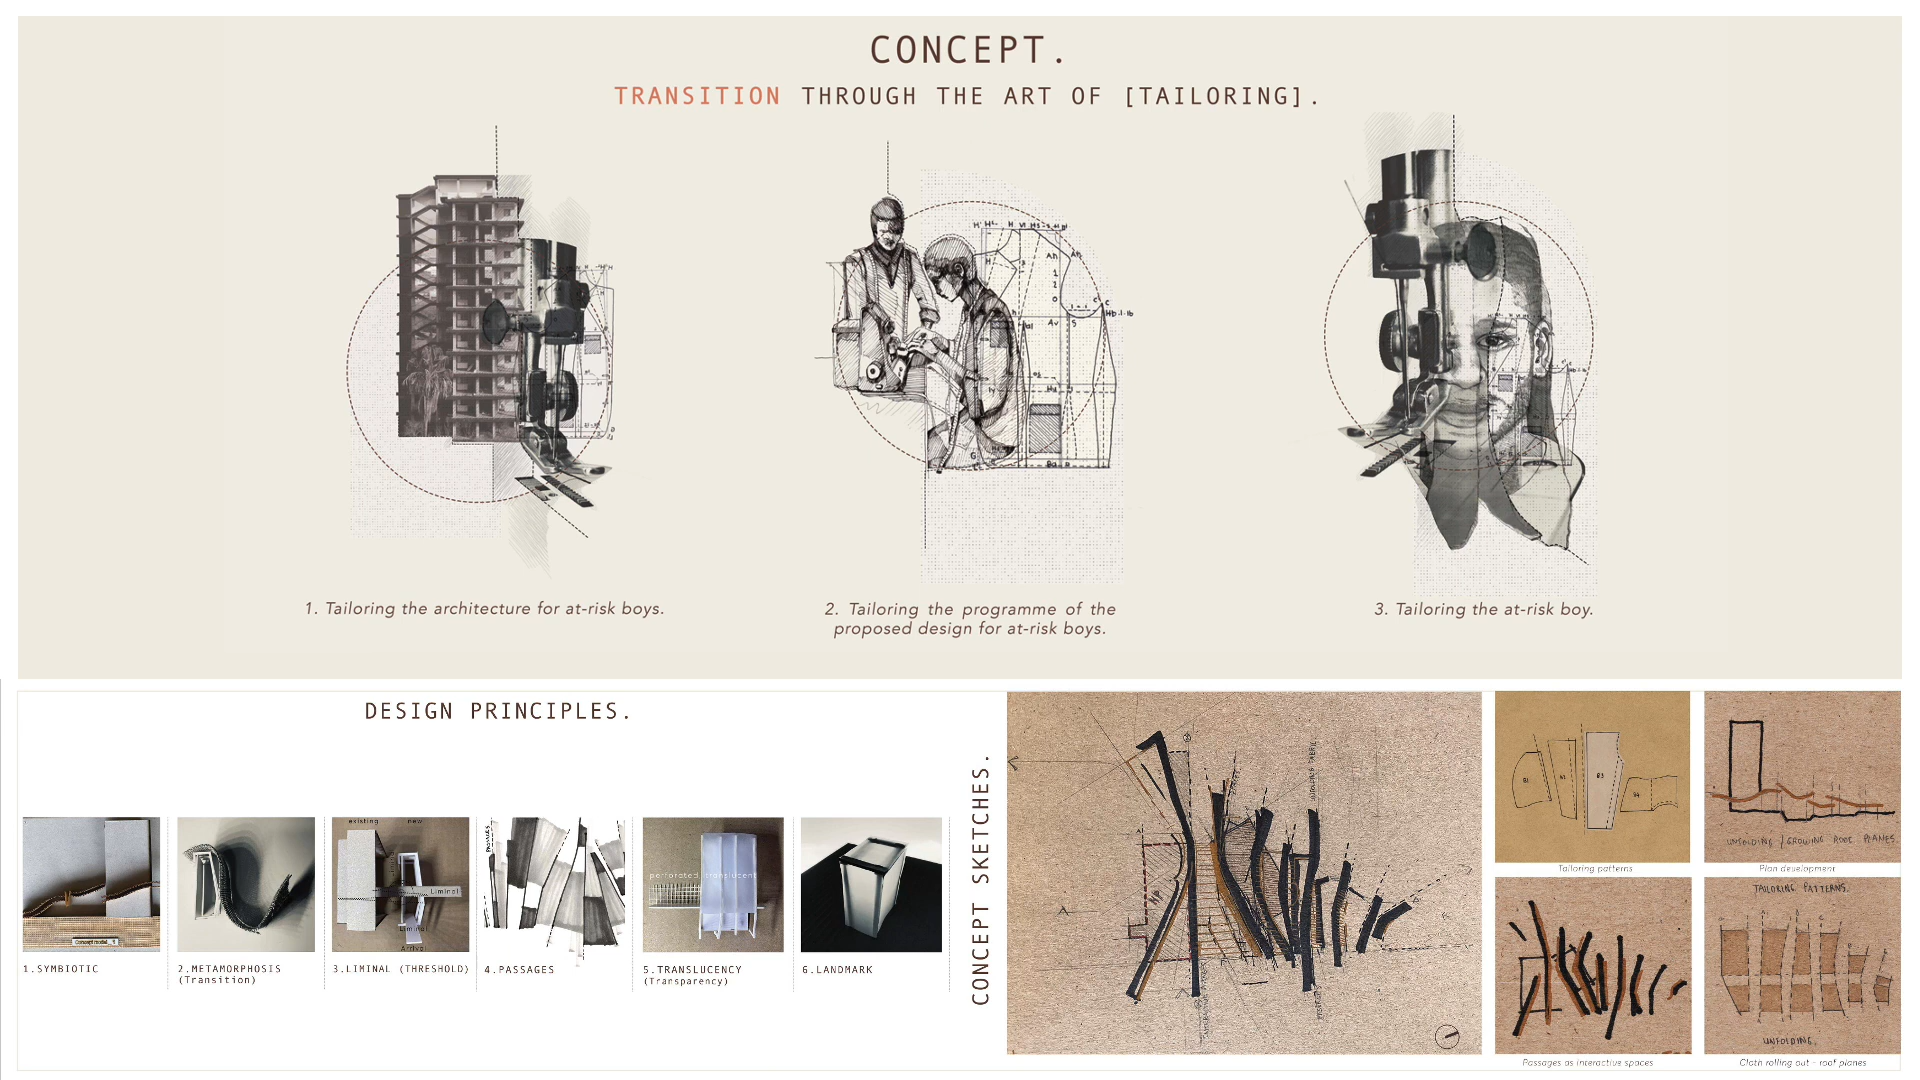 CONCEPT.
TRANSITION THROUGH THE ART OF [TAILORING].
1. Tailoring the architecture for at-risk boys.
2. Tailoring the programme of the
proposed design for at-risk boys.
3. Tailoring the at-risk boy.
DESIGN PRINCIPLES.
existing new
Liminal
Liminal
Arrival
PASSAGES
perforated translucent
1.SYMBIOTIC
2.METAMORPHOSIS
(Transition)
3.LIMINAL (THRESHOLD)
4.PASSAGES
5.TRANSLUCENCY
(Transparency)
6.LANDMARK
CONCEPT SKETCHES.
Tailoring patterns
UNFOLDING / GROWING ROOF PLANES
Plan development
Passages as interactive spaces
TAILORING PATTERNS.
UNFOLDING.
Cloth rolling out - roof planes